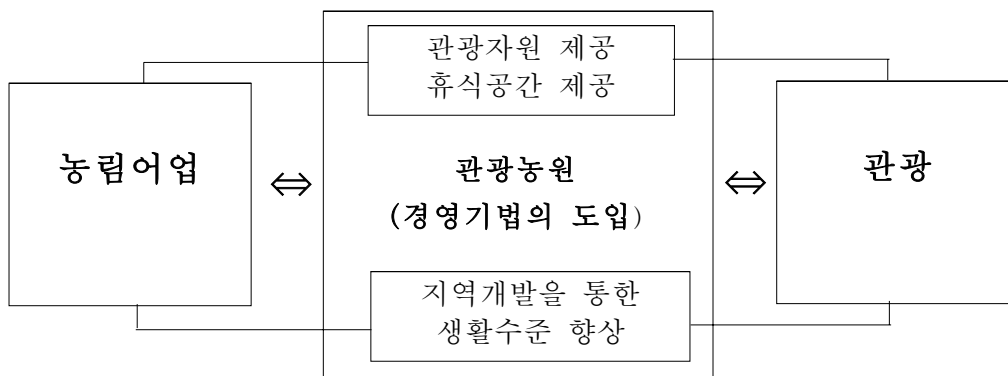 관광자원 제공
휴식공간 제공
농림어업
⇔
관광농원
(경영기법의 도입)
⇔
관광
지역개발을 통한
생활수준 향상